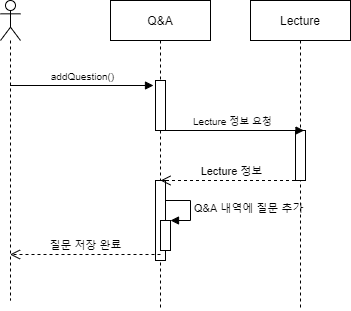 Q&A
Lecture
addQuestion()
Lecture 정보 요청
Lecture 정보
Q&A 내역에 질문 추가
질문 저장 완료